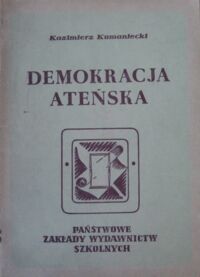 Kazimierz Kumaniecki
DEMOKRACJA
ATEŃSKA
PAŃSTWOWE
ZAKŁADY WYDAWNICTW
SZKOLNYCH